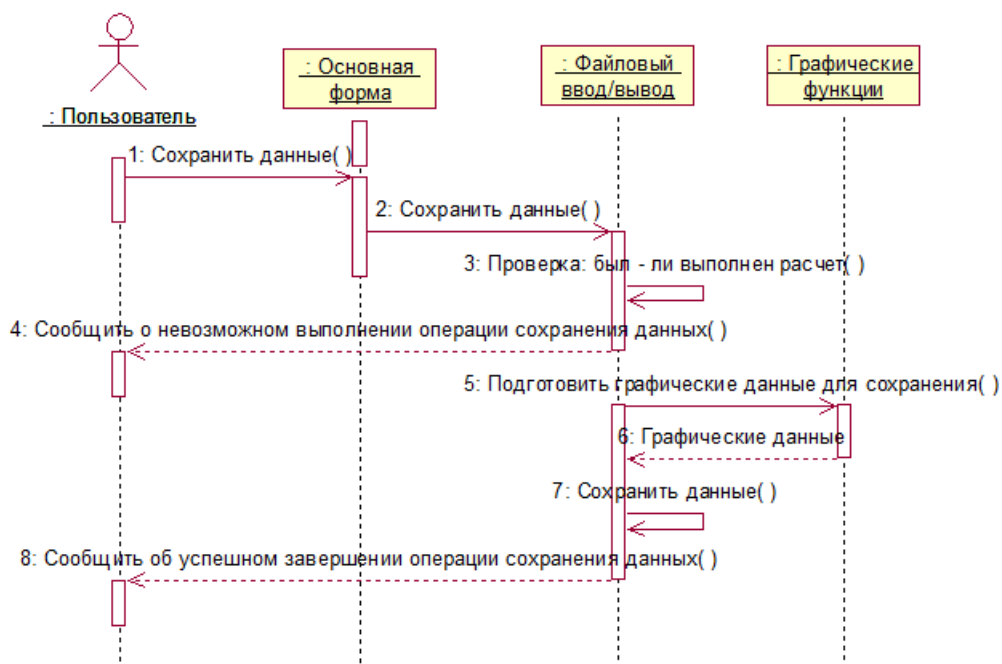 : Основная
форма
: Файловый
ввод/вывод
: Графические
функции
: Пользователь
1: Сохранить данные( )
2: Сохранить данные( )
3: Проверка: был - ли выполнен расчет( )
4: Сообщить о невозможном выполнении операции сохранения данных( )
5: Подготовить графические данные для сохранения( )
6: Графические данные
7: Сохранить данные( )
8: Сообщить об успешном завершении операции сохранения данных( )